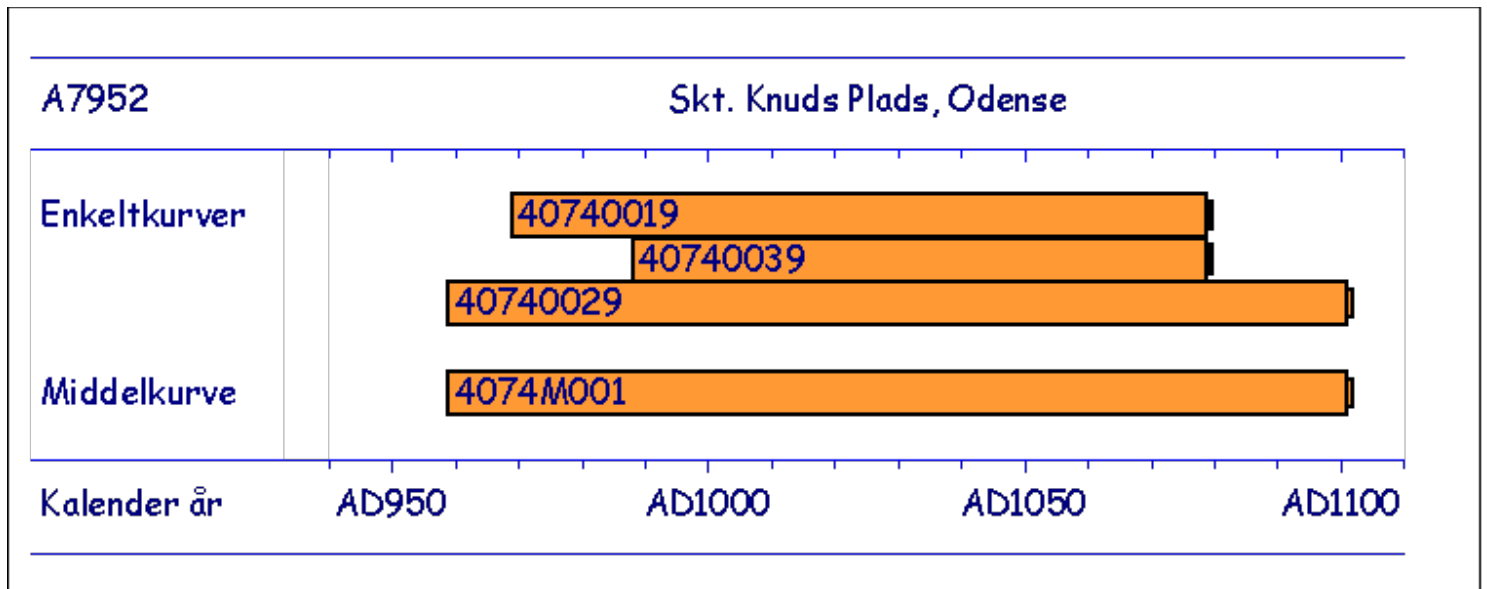 A7952 Skt. Knuds Plads, Odense
Enkeltkurver 40740019
40740039
40740029
Middelkurve 4074M001
Kalender år AD950 AD1000 AD1050 AD1100